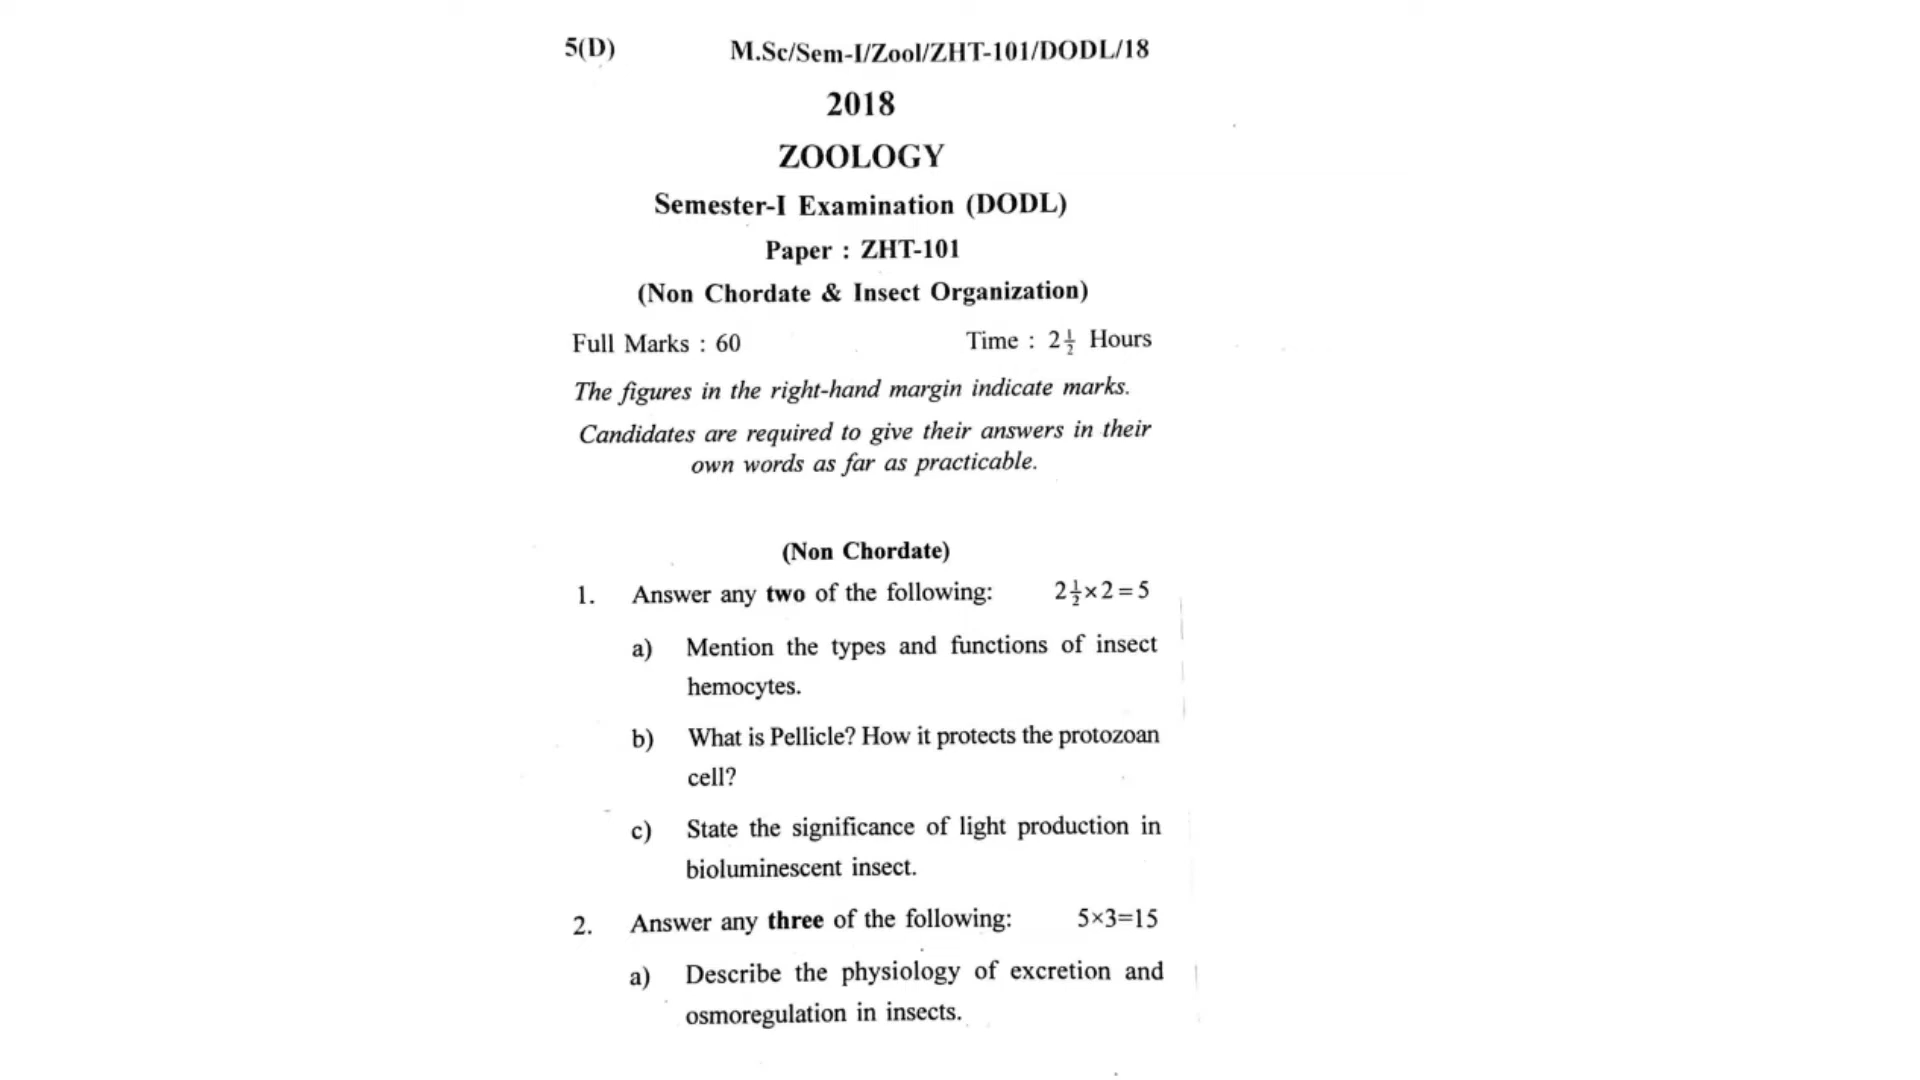 5(D) M.Sc/Sem-I/Zool/ZHT-101/DODL/18
2018
ZOOLOGY
Semester-I Examination (DODL)
Paper : ZHT-101
(Non Chordate & Insect Organization)
Full Marks : 60 Time : 2½ Hours
The figures in the right-hand margin indicate marks.
Candidates are required to give their answers in their
own words as far as practicable.
(Non Chordate)
1. Answer any two of the following: 2½×2=5
a) Mention the types and functions of insect
hemocytes.
b) What is Pellicle? How it protects the protozoan
cell?
c) State the significance of light production in
bioluminescent insect.
2. Answer any three of the following: 5×3=15
a) Describe the physiology of excretion and
osmoregulation in insects.